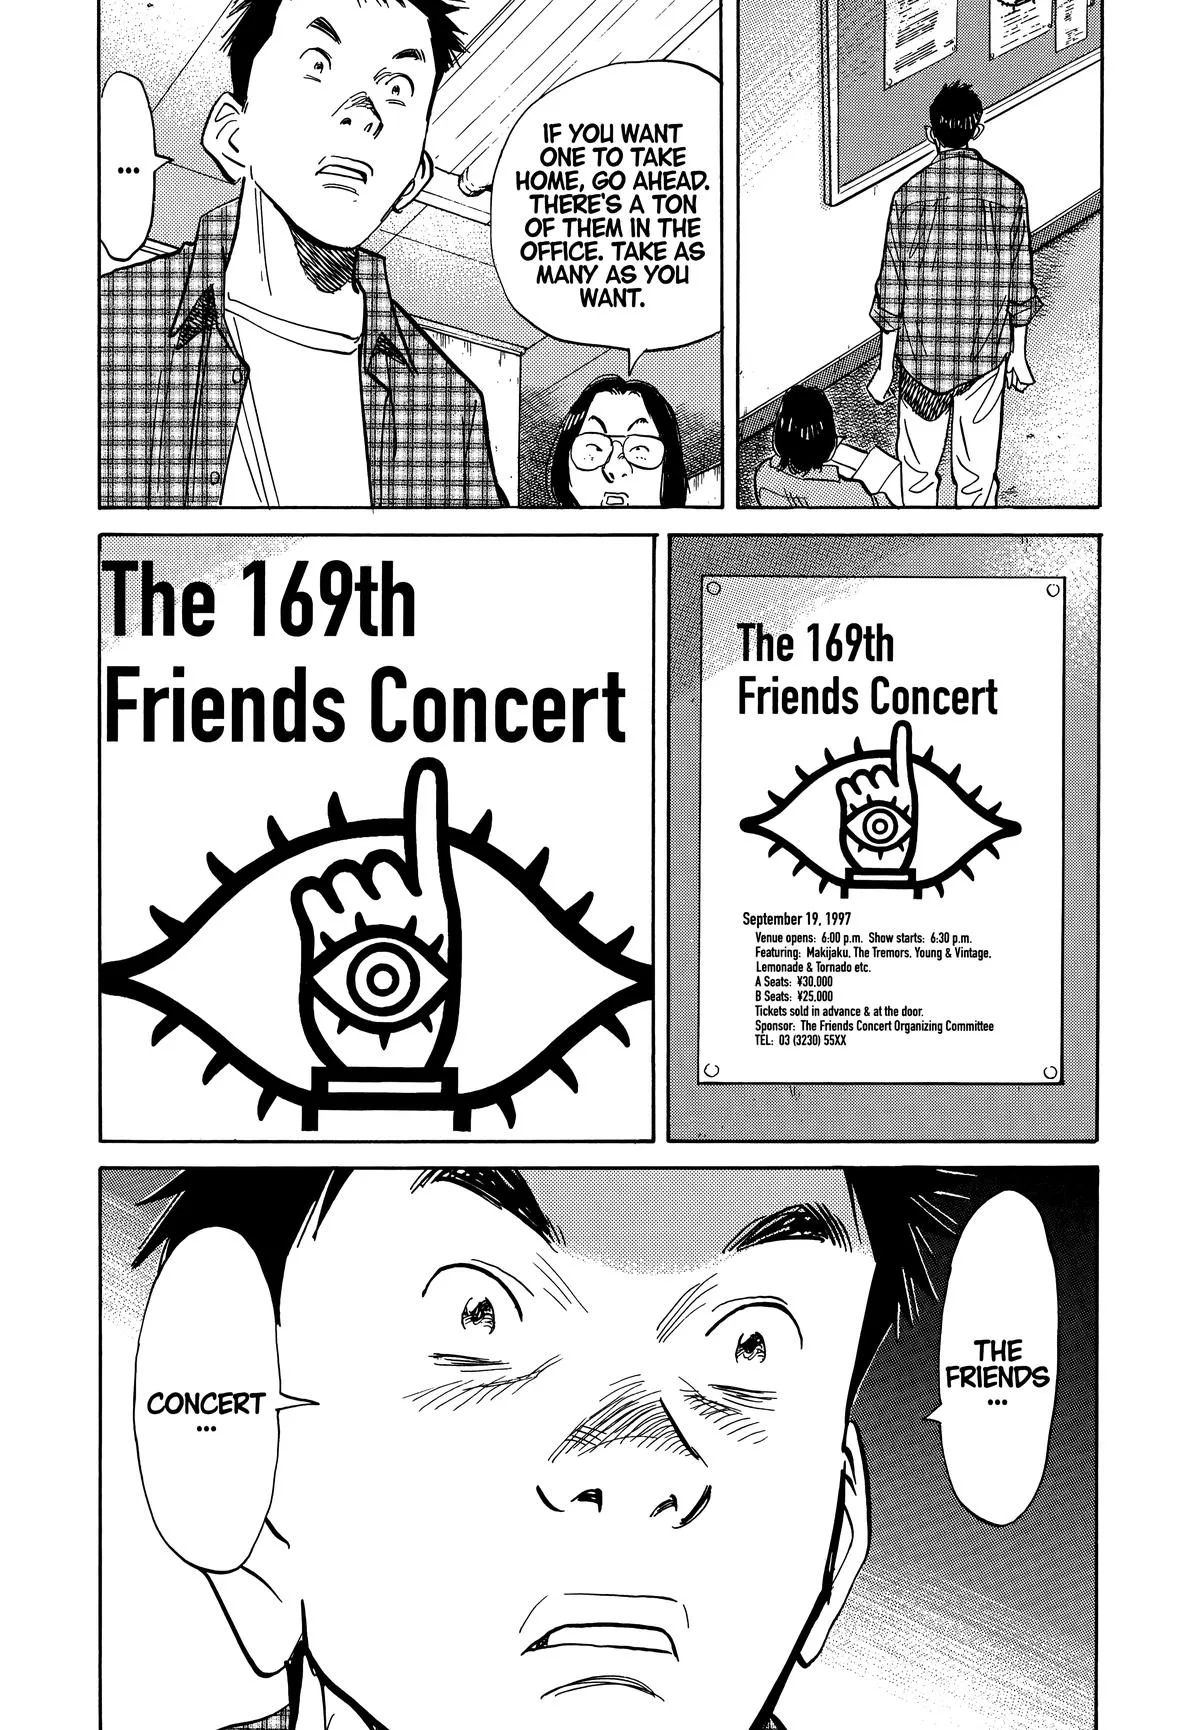 IF YOU WANT
ONE TO TAKE
HOME, GO AHEAD.
THERE'S A TON
OF THEM IN THE
OFFICE. TAKE AS
MANY AS YOU
WANT.
...
The 169th
Friends Concert
September 19, 1997
Venue opens: 6:00 p.m. Show starts: 6:30 p.m.
Featuring: Makijaku, The Tremors, Young & Vintage,
Lemonade & Tornado etc.
A Seats: ¥30,000
B Seats: ¥25,000
Tickets sold in advance & at the door.
Sponsor: The Friends Concert Organizing Committee
TEL: 03 (3230) 55XX
The 169th
Friends Concert
THE
FRIENDS
...
CONCERT
...